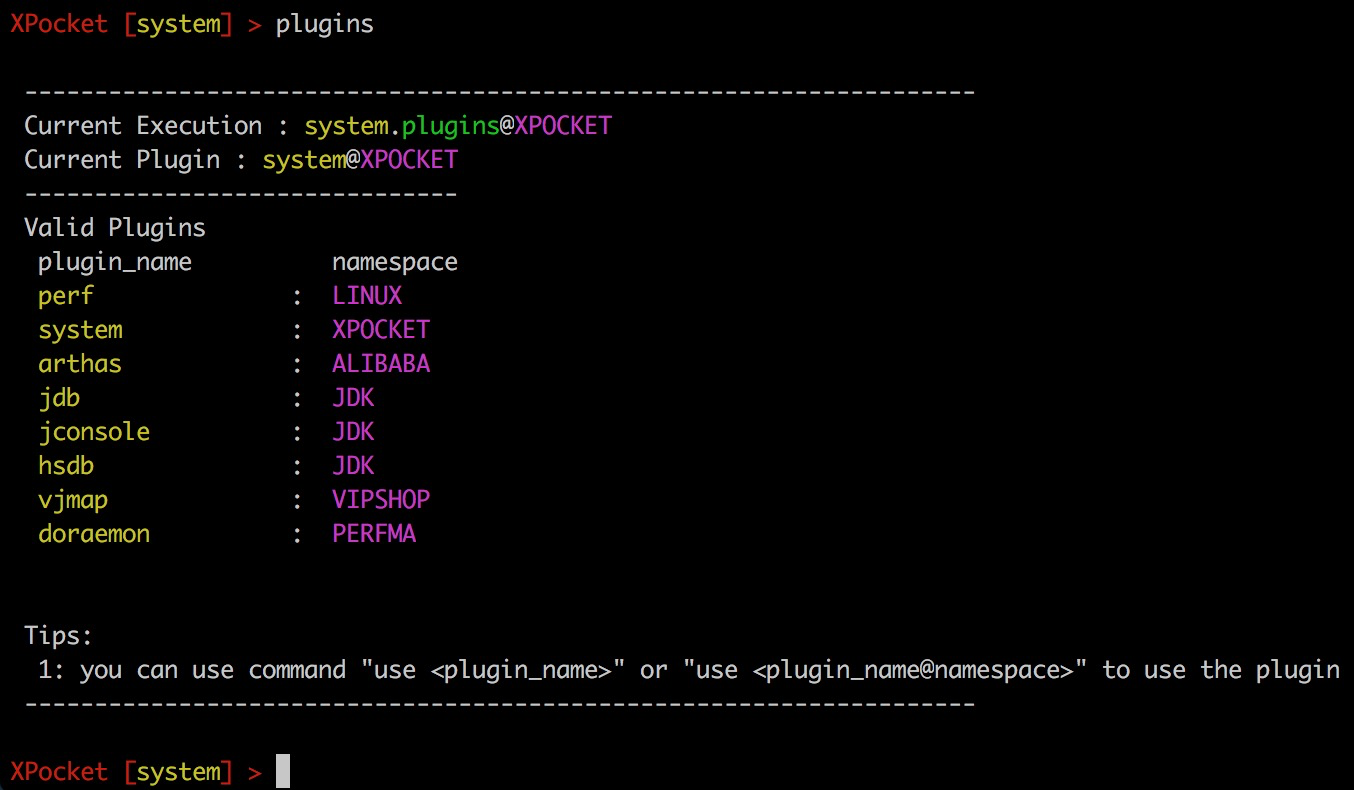 XPocket [system] > plugins
--------------------------------------------------------------------
Current Execution : system.plugins@XPOCKET
Current Plugin : system@XPOCKET
-------------------------------
Valid Plugins
plugin_name namespace
perf : LINUX
system : XPOCKET
arthas : ALIBABA
jdb : JDK
jconsole : JDK
hsdb : JDK
vjmap : VIPSHOP
doraemon : PERFMA
Tips:
1: you can use command "use <plugin_name>" or "use <plugin_name@namespace>" to use the plugin
--------------------------------------------------------------------
XPocket [system] >